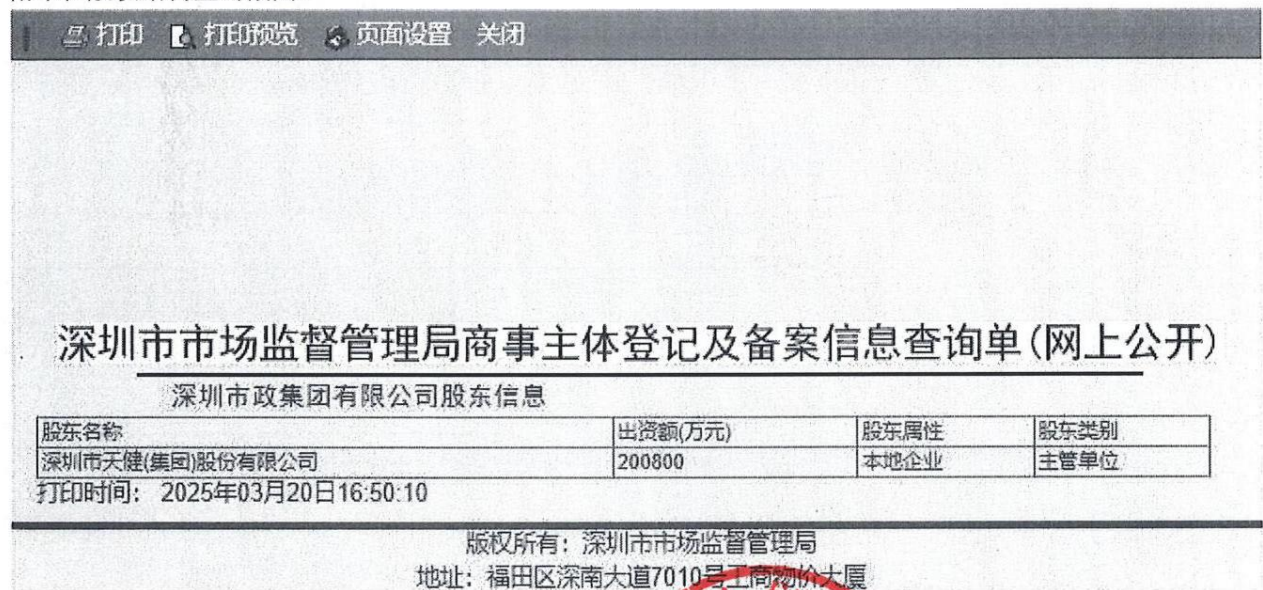 打印 打印预览 页面设置 关闭
深圳市市场监督管理局商事主体登记及备案信息查询单(网上公开)
深圳市政集团有限公司股东信息
股东名称 出资额(万元) 股东属性 股东类别
深圳市天健(集团)股份有限公司 200800 本地企业 主管单位
打印时间： 2025年03月20日16:50:10
版权所有：深圳市市场监督管理局
地址：福田区深南大道7010号工商物价大厦